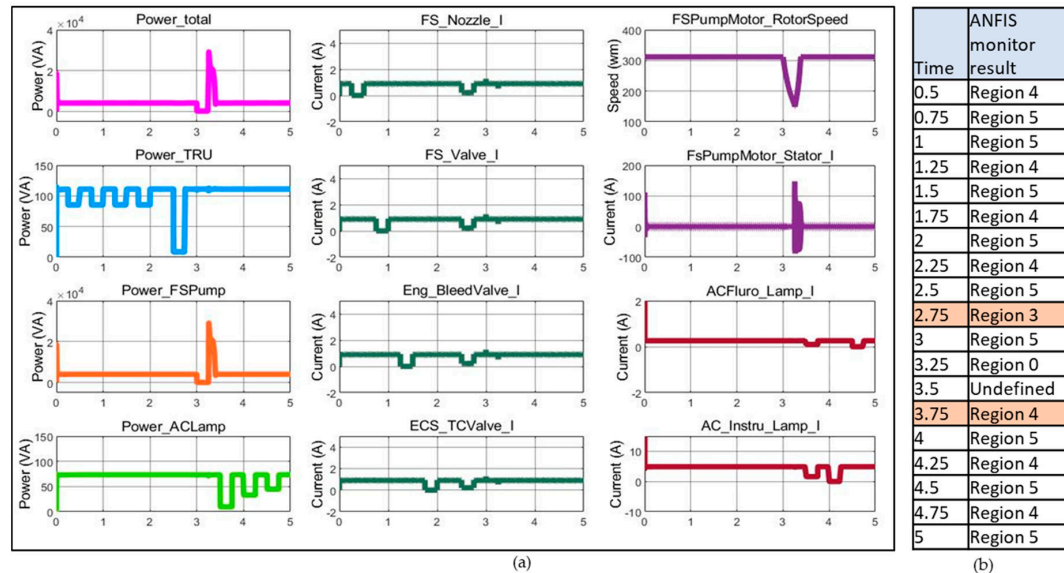 Power_total
FS_Nozzle_I
FSPumpMotor_RotorSpeed
× 10⁴
Power (VA)
4
2
0
0 1 2 3 4 5
Current (A)
4
2
0
-2
0 1 2 3 4 5
Speed (wm)
400
300
200
100
0 1 2 3 4 5
Power_TRU
FS_Valve_I
FsPumpMotor_Stator_I
Power (VA)
150
100
50
0
0 1 2 3 4 5
Current (A)
4
2
0
-2
0 1 2 3 4 5
Current (A)
200
100
0
-100
0 1 2 3 4 5
Power_FSPump
Eng_BleedValve_I
ACFluro_Lamp_I
× 10⁴
Power (VA)
4
2
0
0 1 2 3 4 5
Current (A)
4
2
0
-2
0 1 2 3 4 5
Current (A)
2
0
-2
0 1 2 3 4 5
Power_ACLamp
ECS_TCValve_I
AC_Instru_Lamp_I
Power (VA)
150
100
50
0
0 1 2 3 4 5
Current (A)
4
2
0
-2
0 1 2 3 4 5
Current (A)
10
0
-10
0 1 2 3 4 5
(a)
ANFIS
monitor
Time result
0.5 Region 4
0.75 Region 5
1 Region 5
1.25 Region 4
1.5 Region 5
1.75 Region 4
2 Region 5
2.25 Region 4
2.5 Region 5
2.75 Region 3
3 Region 5
3.25 Region 0
3.5 Undefined
3.75 Region 4
4 Region 5
4.25 Region 4
4.5 Region 5
4.75 Region 4
5 Region 5
(b)